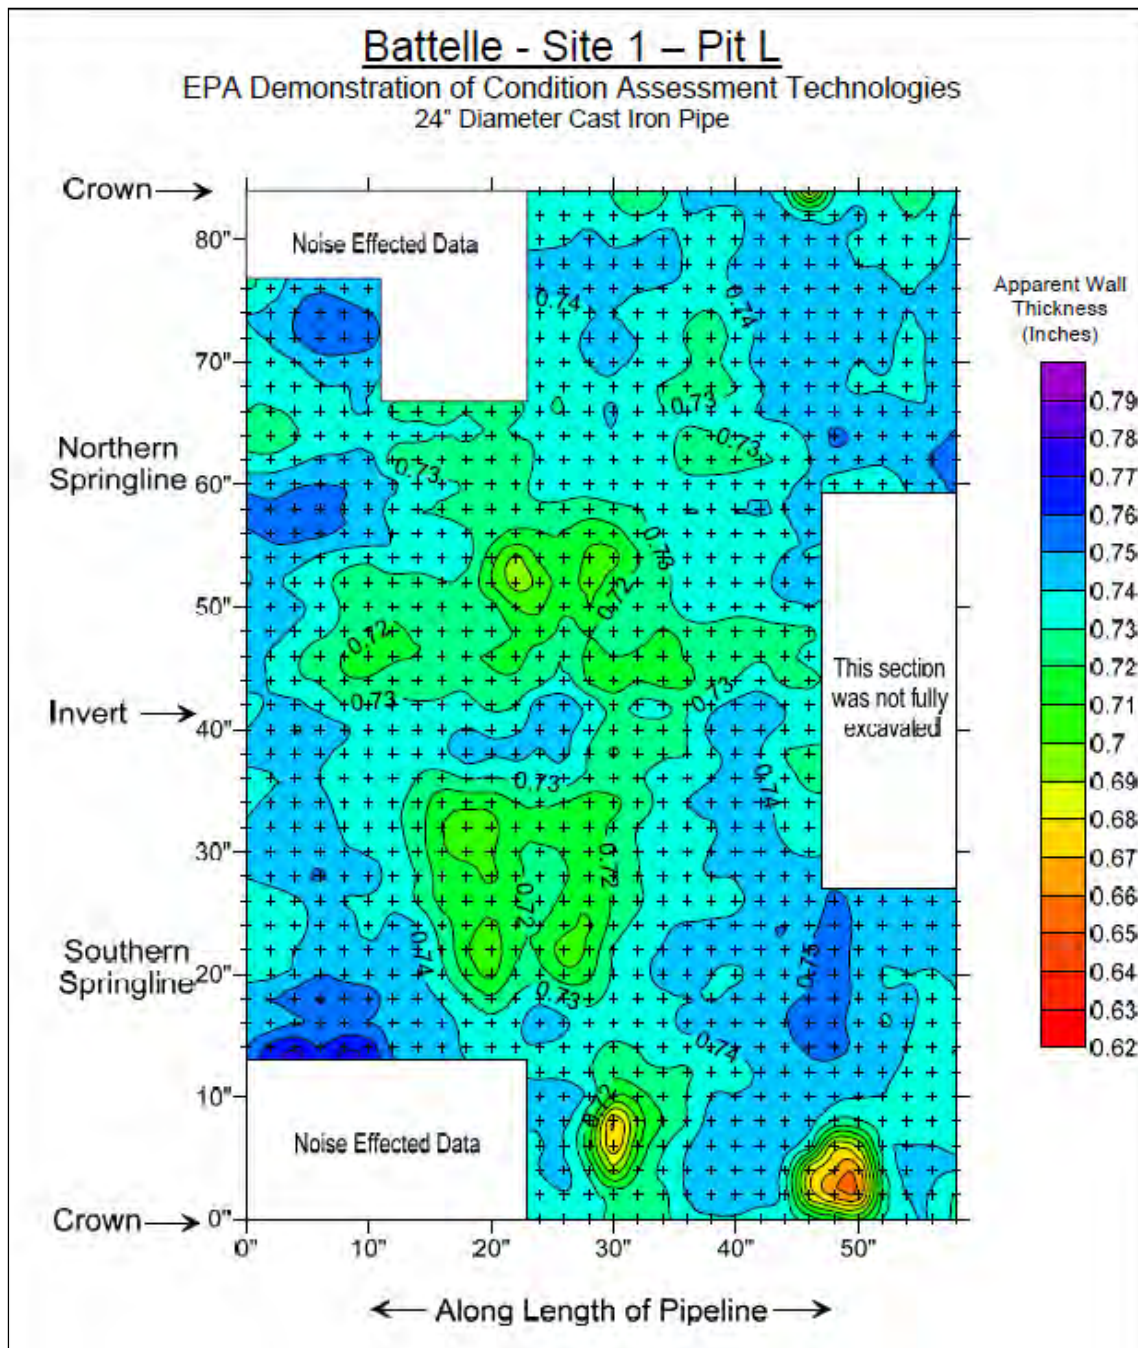 Battelle - Site 1 – Pit L
EPA Demonstration of Condition Assessment Technologies
24" Diameter Cast Iron Pipe
Crown
80"
70"
Northern
Springline
60"
50"
Invert
40"
30"
Southern
Springline
20"
10"
Crown
0"
Noise Effected Data
0.74
0.74
0.73
0.73
0.73
0.73
0.72
0.72
0.73
0.73
This section
was not fully
excavaled
0.73
0.74
0.72
0.72
0.74
0.75
0.73
0.74
0.72
Noise Effected Data
0"
10"
20"
30"
40"
50"
Along Length of Pipeline
Apparent Wall
Thickness
(Inches)
0.79
0.78
0.77
0.76
0.75
0.74
0.73
0.72
0.71
0.7
0.69
0.68
0.67
0.66
0.65
0.64
0.63
0.62